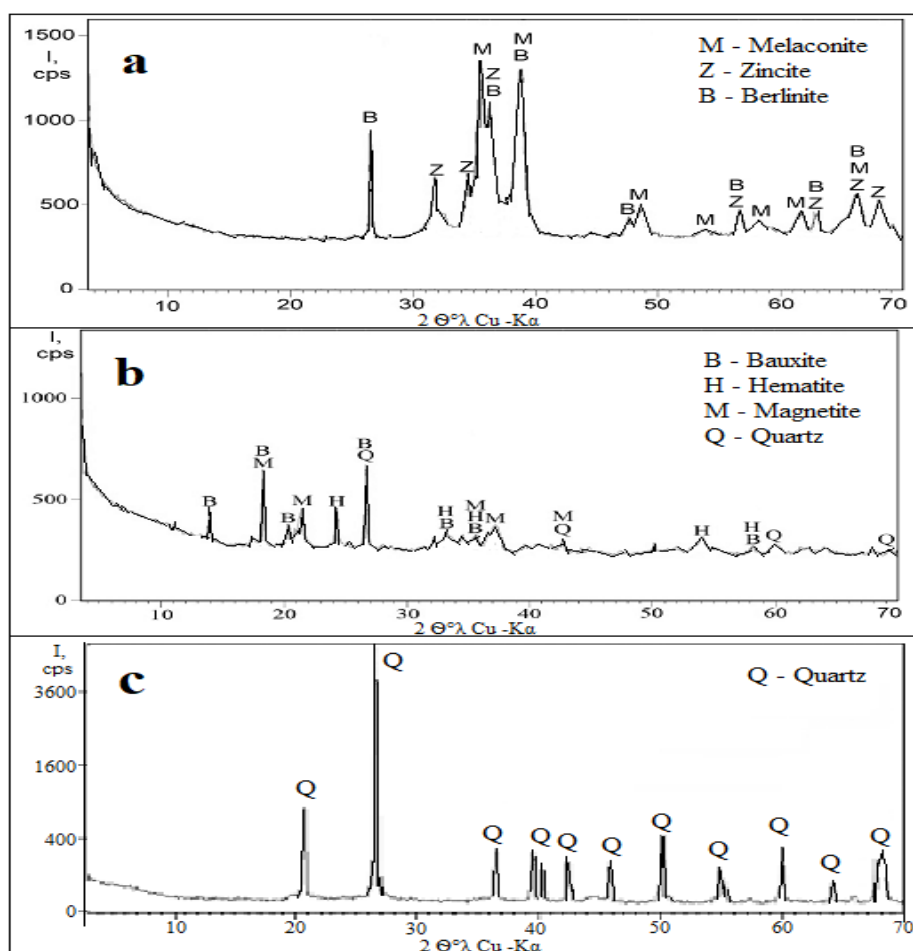 1500
I,
cps
a
M
M
B
Z
B
B
Z
Z
B
M
M
B
Z
M
M
B
Z
B
M
Z
Z
M - Melaconite
Z - Zincite
B - Berlinite
1000
500
0
10
20
30
40
50
60
70
2 Θ°λ Cu -Kα
I,
cps
b
B - Bauxite
H - Hematite
M - Magnetite
Q - Quartz
1000
500
0
B
B
M
B
M
H
B
Q
H
B
M
H
B
M
M
Q
H
H
B
Q
Q
10
20
30
40
50
60
70
2 Θ°λ Cu -Kα
I,
cps
c
Q
Q - Quartz
3600
1600
400
0
Q
Q
Q
Q
Q
Q
Q
Q
Q
Q
10
20
30
40
50
60
70
2 Θ°λ Cu -Kα